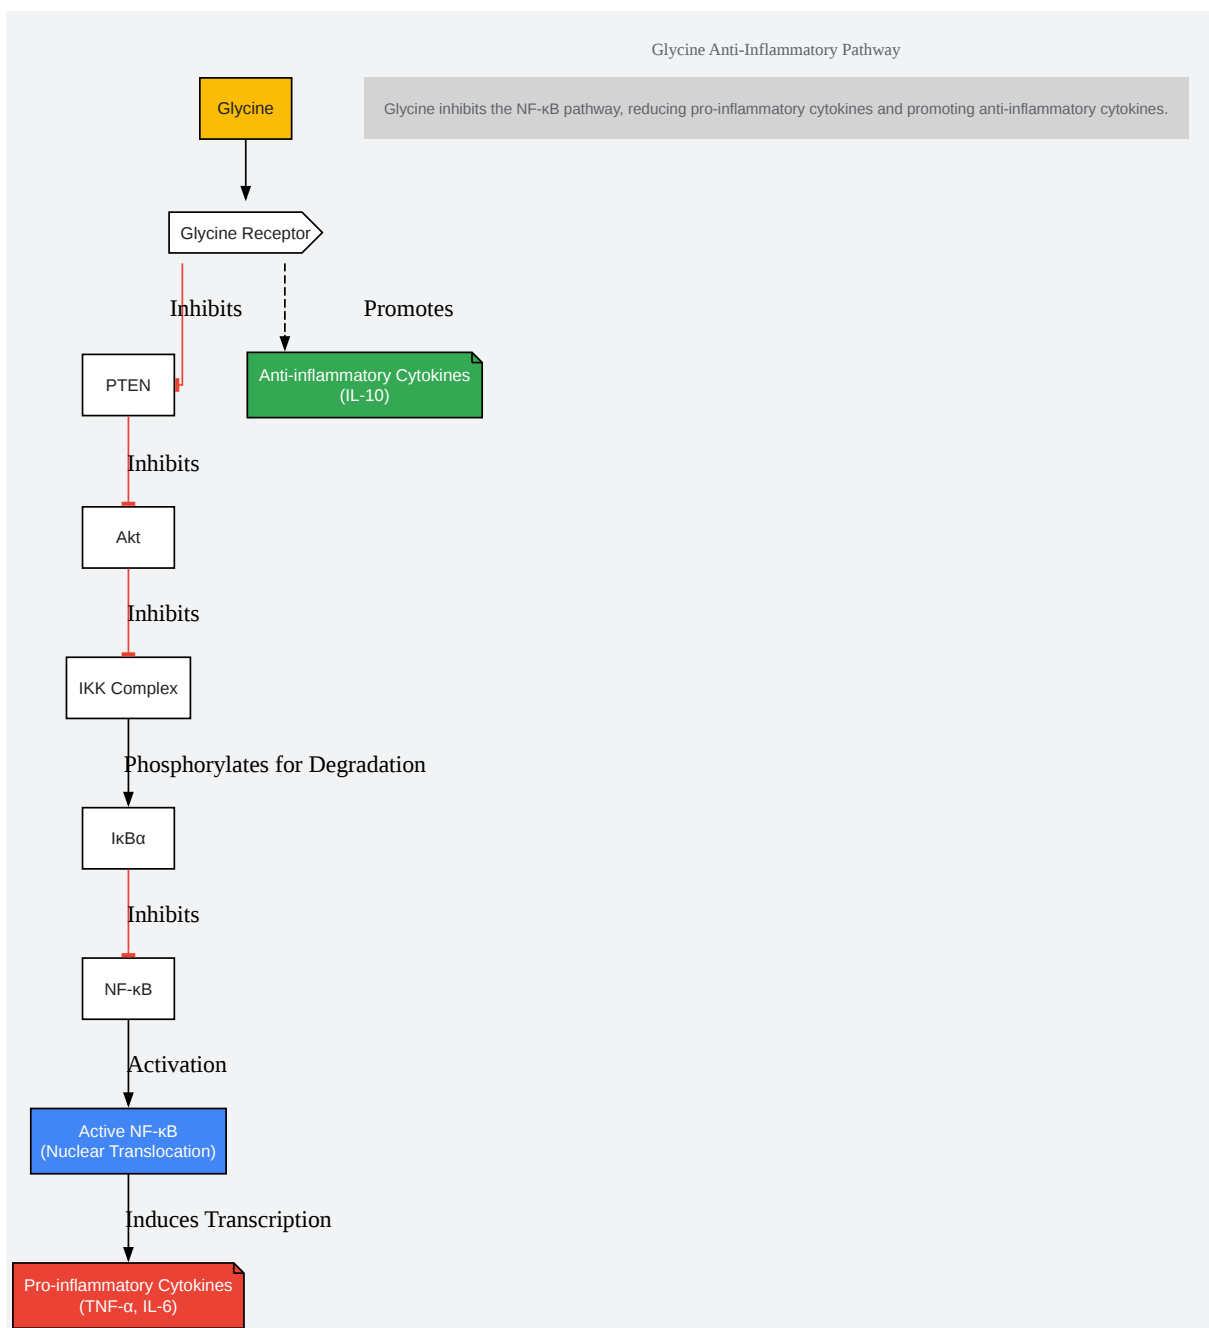 Glycine Anti-Inflammatory Pathway
Glycine
Glycine inhibits the NF-κB pathway, reducing pro-inflammatory cytokines and promoting anti-inflammatory cytokines.
Glycine Receptor
Inhibits
Promotes
PTEN
Anti-inflammatory Cytokines
(IL-10)
Inhibits
Akt
Inhibits
IKK Complex
Phosphorylates for Degradation
IκBα
Inhibits
NF-κB
Activation
Active NF-κB
(Nuclear Translocation)
Induces Transcription
Pro-inflammatory Cytokines
(TNF-α, IL-6)